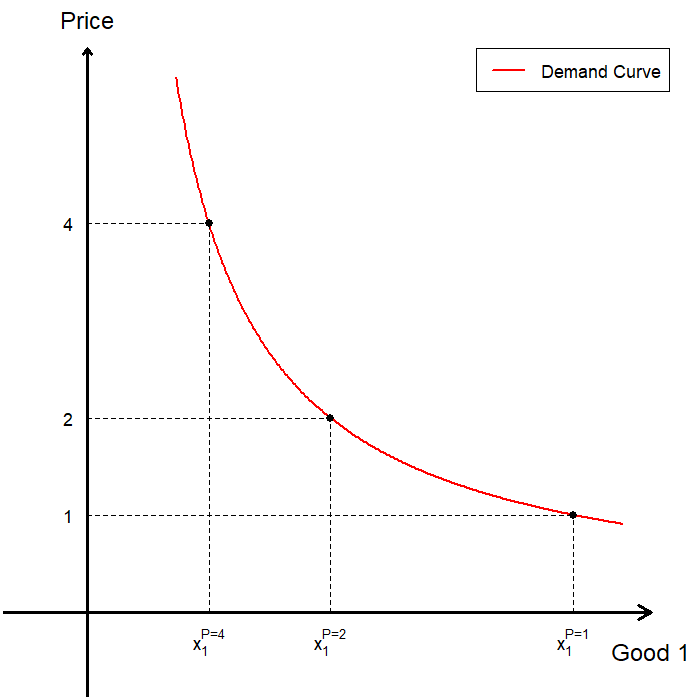 Price
Demand Curve
4
2
1
x₁ᴾ⁼⁴
x₁ᴾ⁼²
x₁ᴾ⁼¹
Good 1